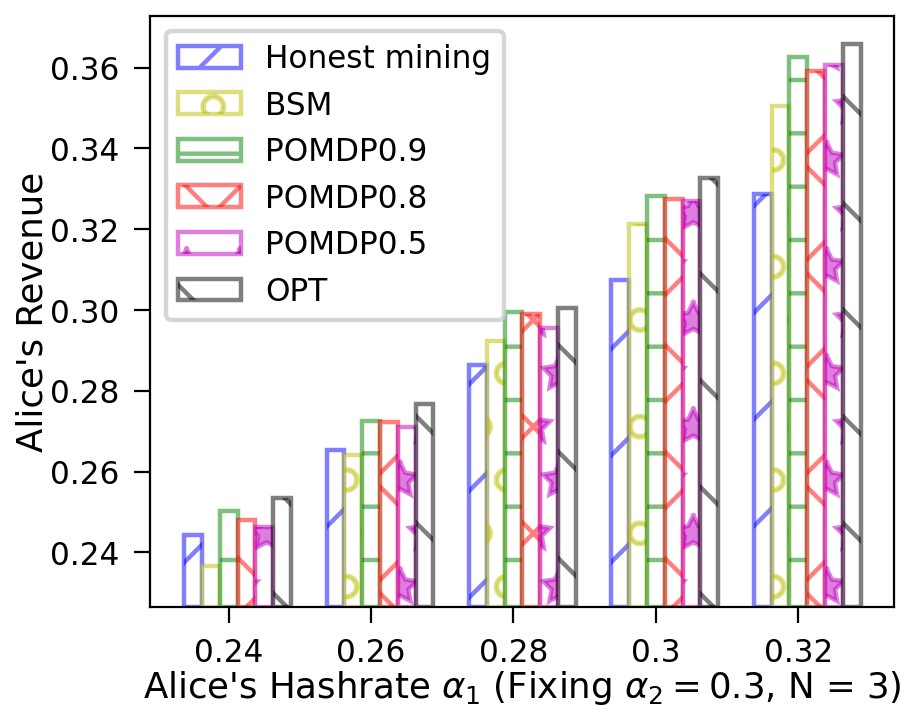 Honest mining
BSM
POMDP0.9
POMDP0.8
POMDP0.5
OPT
Alice's Revenue
0.36
0.34
0.32
0.30
0.28
0.26
0.24
0.24 0.26 0.28 0.3 0.32
Alice's Hashrate α₁ (Fixing α₂ = 0.3, N = 3)